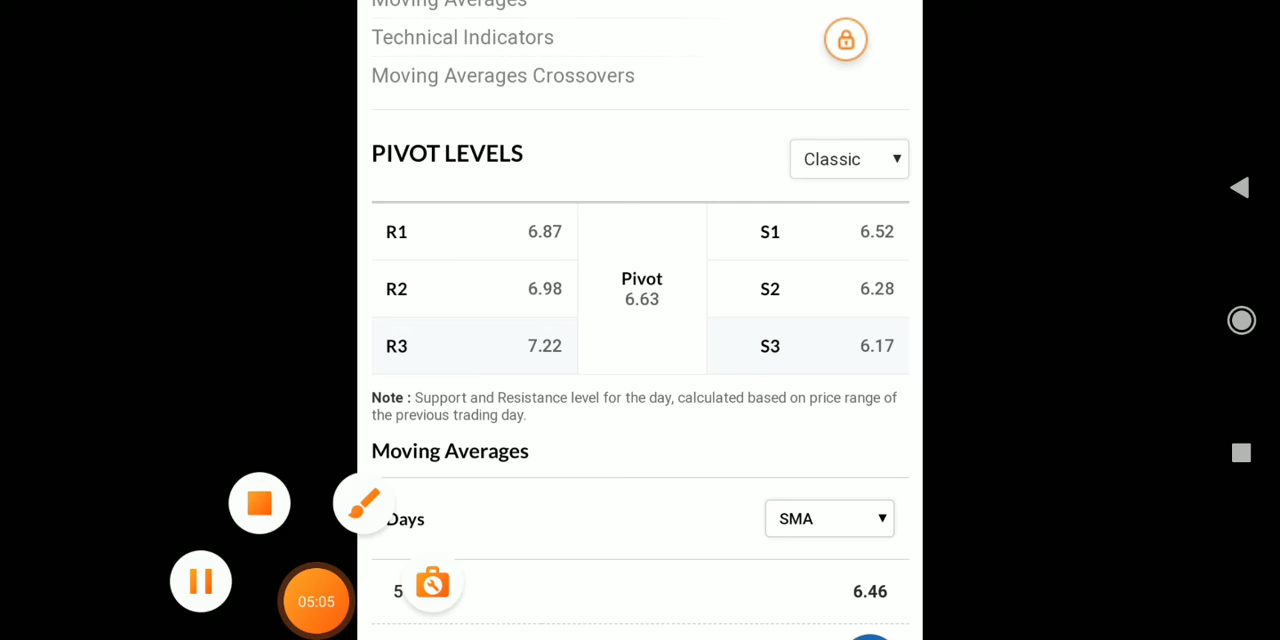 Moving Averages
Technical Indicators
Moving Averages Crossovers
PIVOT LEVELS
Classic
R1 6.87 S1 6.52
Pivot
6.63
R2 6.98 S2 6.28
R3 7.22 S3 6.17
Note : Support and Resistance level for the day, calculated based on price range of
the previous trading day.
Moving Averages
Days SMA
5 6.46
05:05